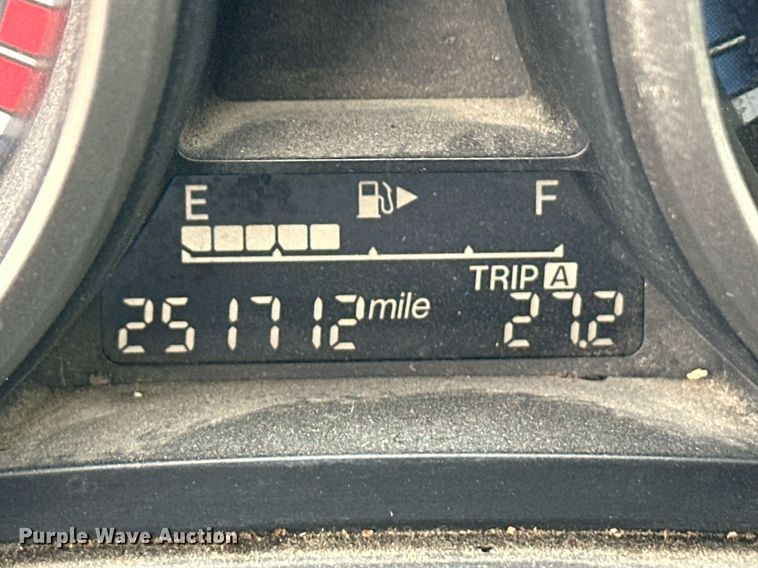 E F
TRIP A
251712 mile 27.2
Purple Wave Auction